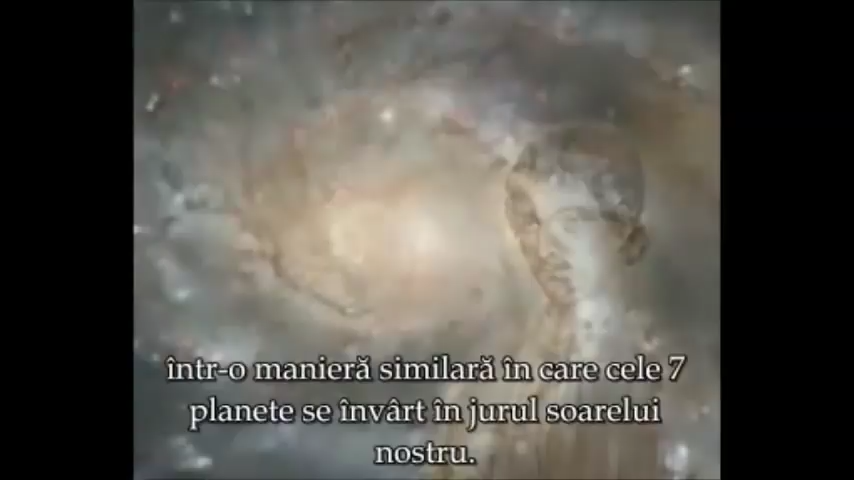 într-o manieră similară în care cele 7
planete se învârt în jurul soarelui
nostru.